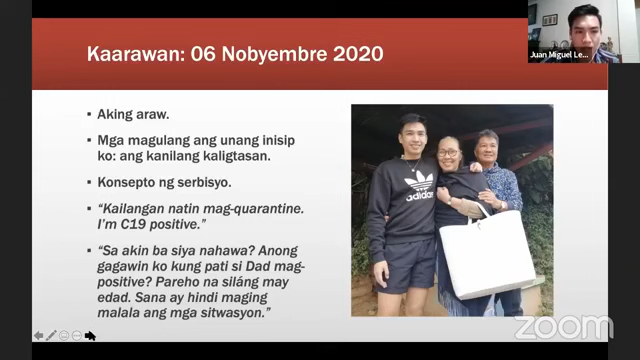 Kaarawan: 06 Nobyembre 2020
Juan Miguel Le...
▪ Aking araw.
▪ Mga magulang ang unang inisip
ko: ang kanilang kaligtasan.
▪ Konsepto ng serbisyo.
▪ “Kailangan natin mag-quarantine.
I’m C19 positive.”
▪ “Sa akin ba siya nahawa? Anong
gagawin ko kung pati si Dad mag-
positive? Pareho na siláng may
edad. Sana ay hindi maging
malala ang mga sitwasyon.”
adidas
zoom